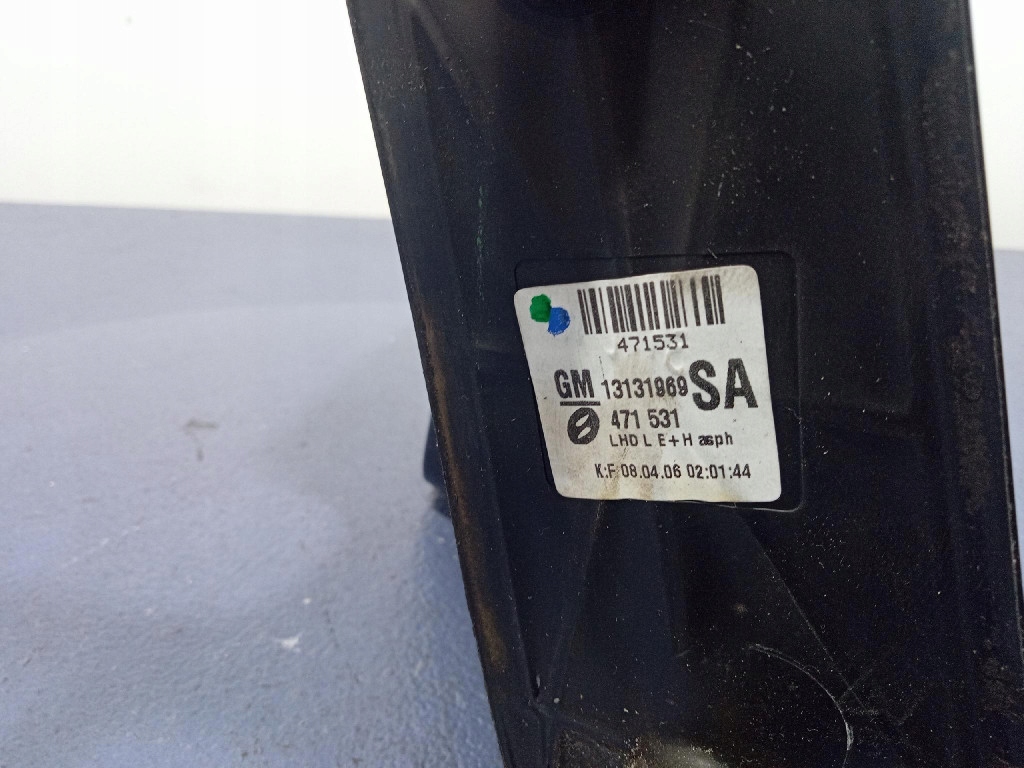 471531
GM 13131969 SA
471 531
LHD L E+H asph
K:F 08.04.06 02:01:44